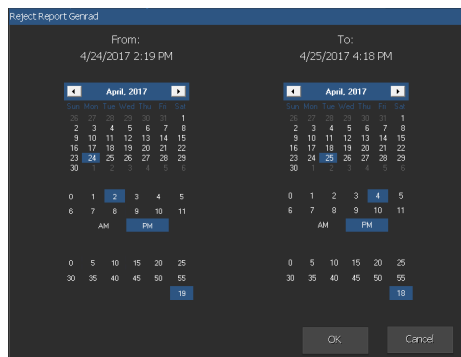 Reject Report Genrad
From: To:
4/24/2017 2:19 PM 4/25/2017 4:18 PM
April, 2017 April, 2017
Sun Mon Tue Wed Thu Fri Sat Sun Mon Tue Wed Thu Fri Sat
26 27 28 29 30 31 1 26 27 28 29 30 31 1
2 3 4 5 6 7 8 2 3 4 5 6 7 8
9 10 11 12 13 14 15 9 10 11 12 13 14 15
16 17 18 19 20 21 22 16 17 18 19 20 21 22
23 24 25 26 27 28 29 23 24 25 26 27 28 29
30 1 2 3 4 5 6 30 1 2 3 4 5 6
0 1 2 3 4 5 0 1 2 3 4 5
6 7 8 9 10 11 6 7 8 9 10 11
AM PM AM PM
0 5 10 15 20 25 0 5 10 15 20 25
30 35 40 45 50 55 30 35 40 45 50 55
19 18
OK Cancel